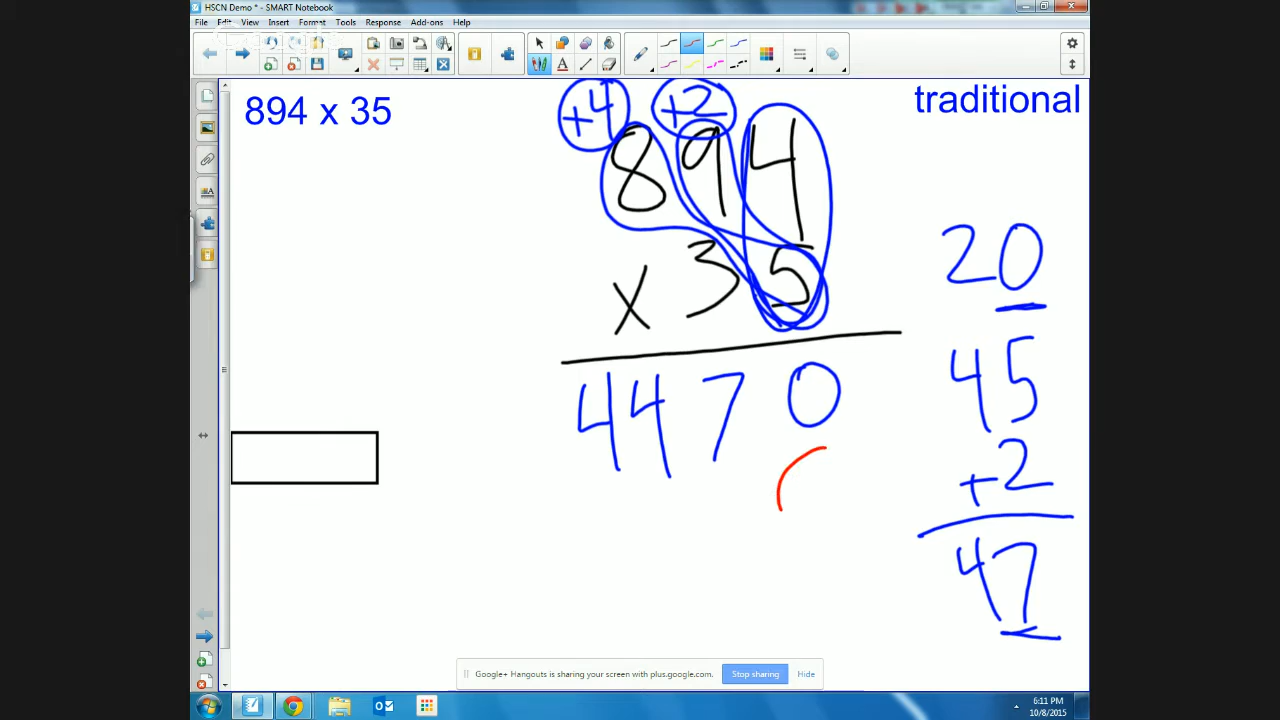 HSCN Demo * - SMART Notebook
File Edit View Insert Format Tools Response Add-ons Help
894 x 35
traditional
+4 +2
894
x 35
4470
20
45
+2
47
Google+ Hangouts is sharing your screen with plus.google.com.
Stop sharing
Hide
6:11 PM
10/8/2015